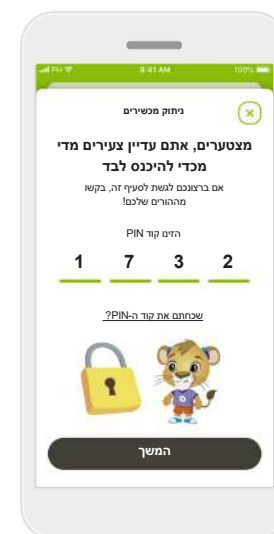 PH
8:41 AM
100%
ניתוק מכשירים
מצטערים, אתם עדיין צעירים מדי
מכדי להיכנס לבד
אם ברצונכם לגשת לסעיף זה, בקשו
מההורים שלכם!
הזינו קוד PIN
1 7 3 2
שכחתם את קוד ה-PIN?
המשך